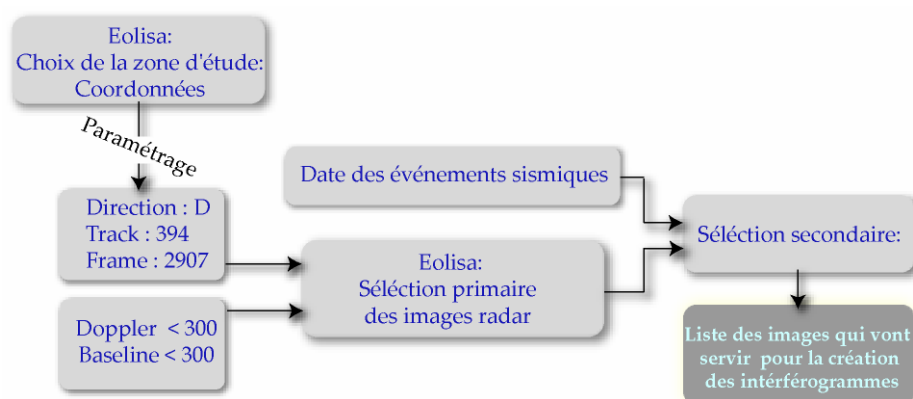 Eolisa:
Choix de la zone d'étude:
Coordonnées
Paramétrage
Direction : D
Track : 394
Frame : 2907
Doppler < 300
Baseline < 300
Date des événements sismiques
Eolisa:
Séléction primaire
des images radar
Séléction secondaire:
Liste des images qui vont
servir pour la création
des intérférogrammes